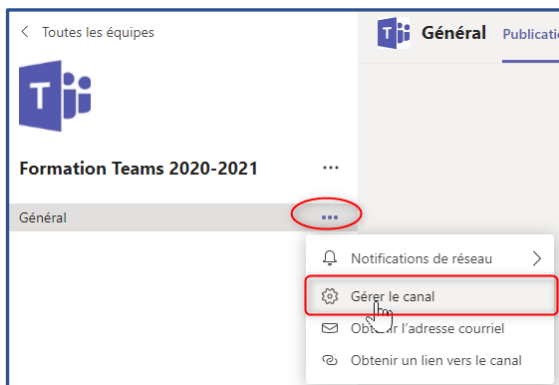 Toutes les équipes
Général Publicati
Formation Teams 2020-2021
Général
Notifications de réseau
Gérer le canal
Obtenir l'adresse courriel
Obtenir un lien vers le canal